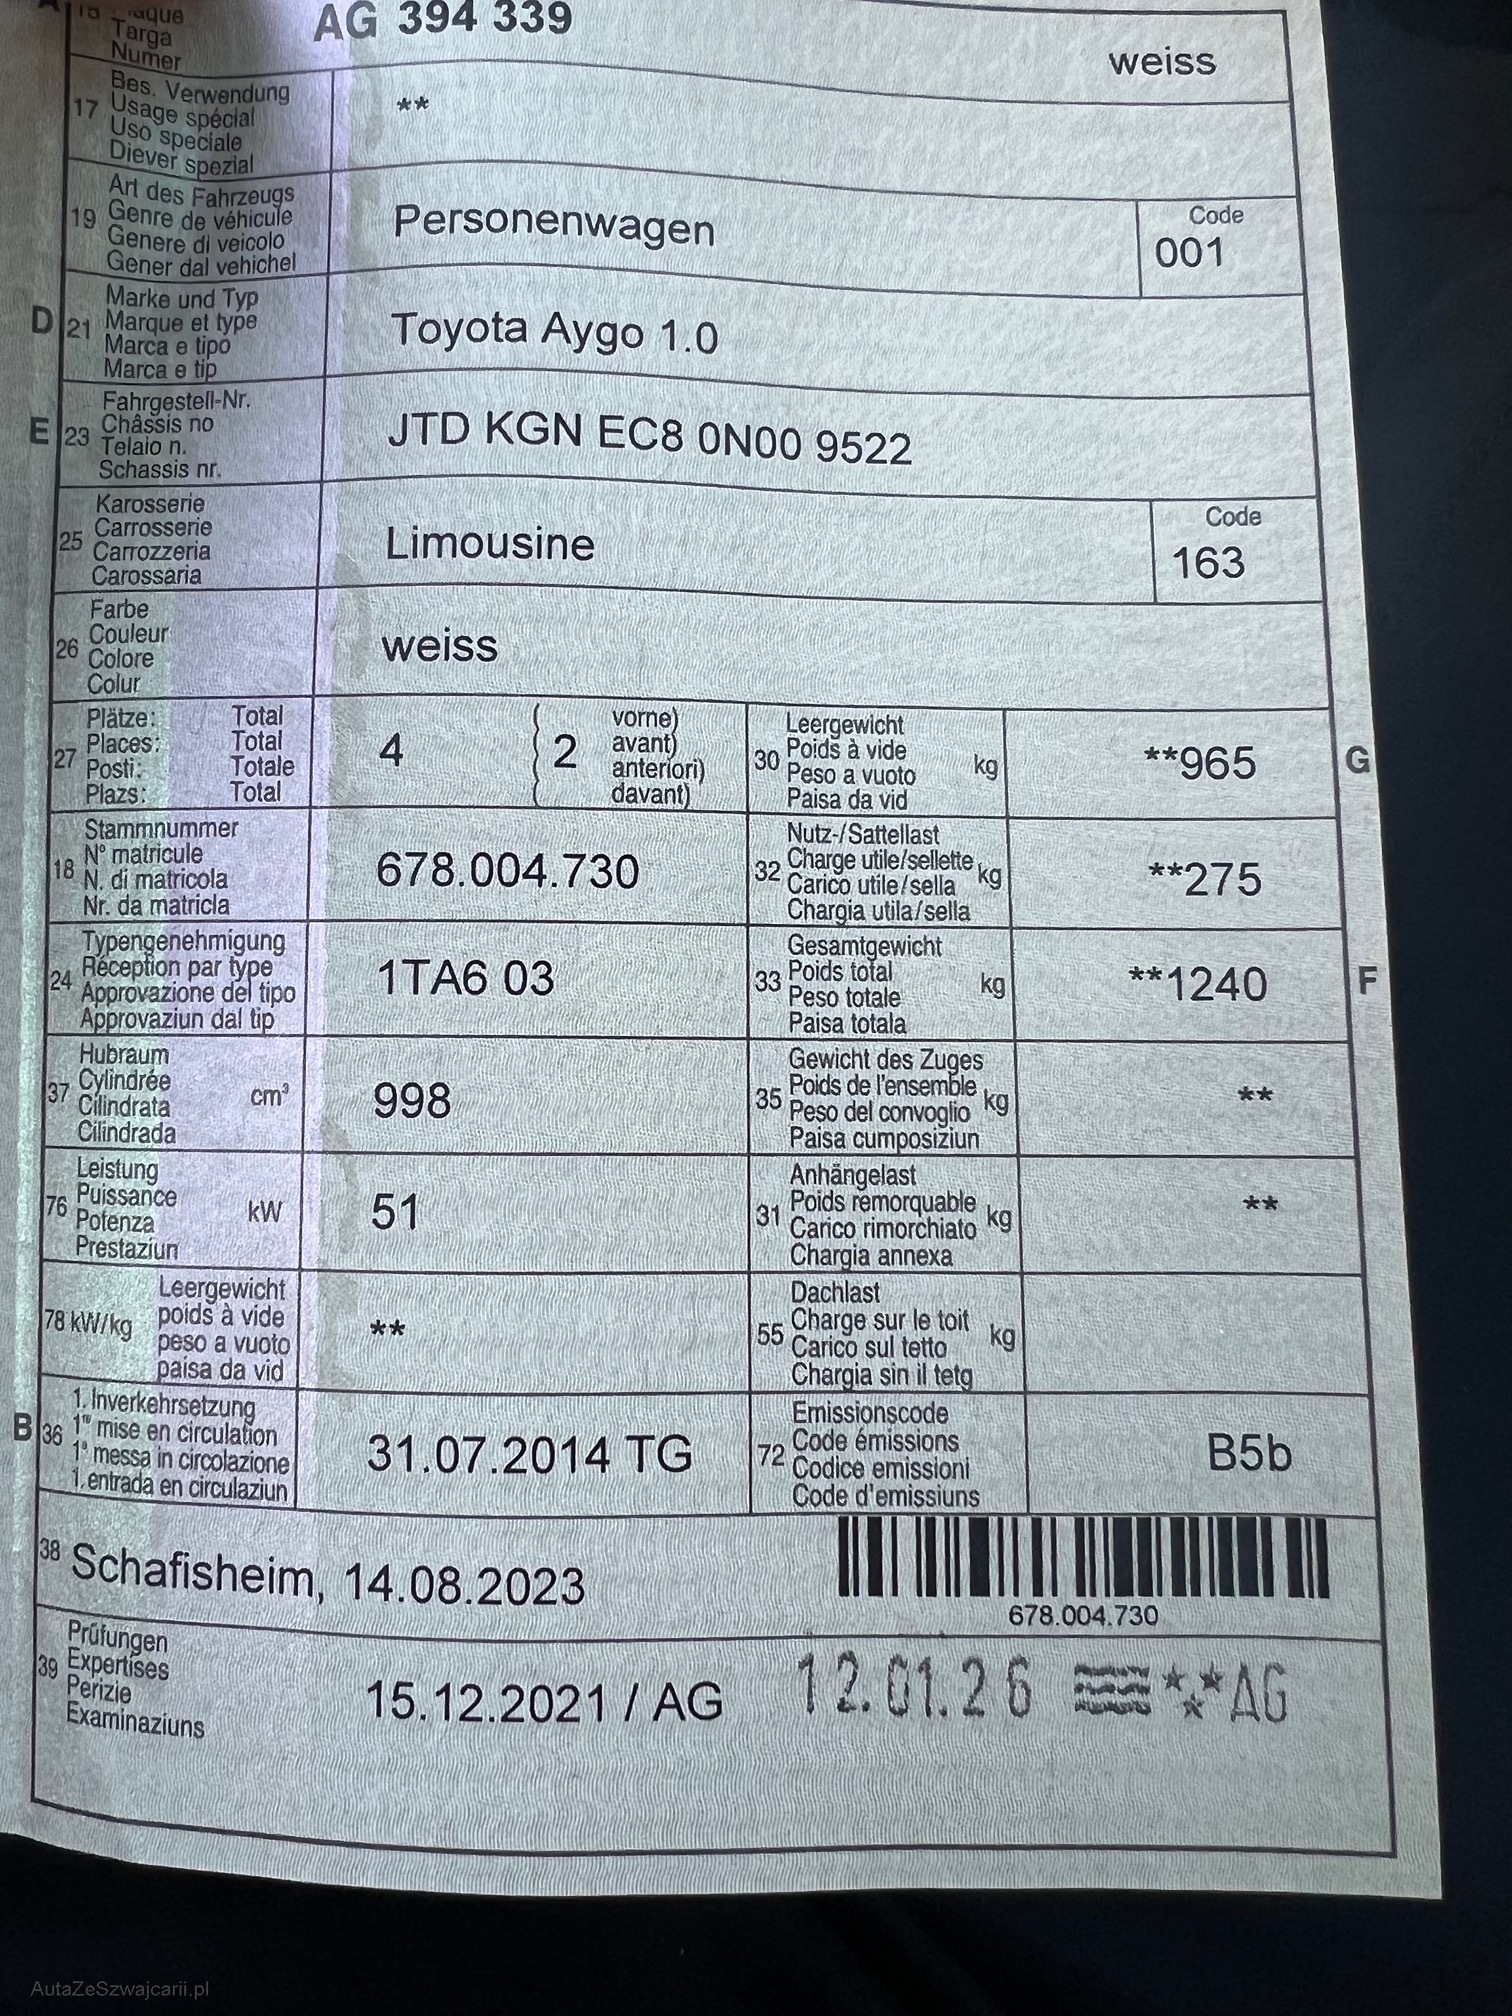 15 Plaque
Targa
Numer
AG 394 339
weiss
17 Bes. Verwendung
Usage spécial
Uso speciale
Diever spezial
**
19 Art des Fahrzeugs
Genre de véhicule
Genere di veicolo
Gener dal vehichel
Personenwagen
Code
001
D 21 Marke und Typ
Marque et type
Marca e tipo
Marca e tip
Toyota Aygo 1.0
E 23 Fahrgestell-Nr.
Châssis no
Telaio n.
Schassis nr.
JTD KGN EC8 0N00 9522
25 Karosserie
Carrosserie
Carrozzeria
Carossaria
Limousine
Code
163
26 Farbe
Couleur
Colore
Colur
weiss
27 Plätze: Total
Places: Total
Posti: Totale
Plazs: Total
4
2
vorne)
avant)
anteriori)
davant)
30 Leergewicht
Poids à vide
Peso a vuoto
Paisa da vid
kg
**965
G
18 Stammnummer
N° matricule
N. di matricola
Nr. da matricla
678.004.730
32 Nutz-/Sattellast
Charge utile/sellette
Carico utile/sella
Chargia utila/sella
kg
**275
24 Typengenehmigung
Réception par type
Approvazione del tipo
Approvaziun dal tip
1TA6 03
33 Gesamtgewicht
Poids total
Peso totale
Paisa totala
kg
**1240
F
37 Hubraum
Cylindrée
Cilindrata
Cilindrada
cm³
998
35 Gewicht des Zuges
Poids de l'ensemble
Peso del convoglio
Paisa cumposiziun
kg
**
76 Leistung
Puissance
Potenza
Prestaziun
kW
51
31 Anhängelast
Poids remorquable
Carico rimorchiato
Chargia annexa
kg
**
78 kW/kg
Leergewicht
poids à vide
peso a vuoto
paisa da vid
**
55 Dachlast
Charge sur le toit
Carico sul tetto
Chargia sin il tetg
kg
B 36 1. Inverkehrsetzung
1re mise en circulation
1a messa in circolazione
1. entrada en circulaziun
31.07.2014 TG
72 Emissionscode
Code émissions
Codice emissioni
Code d'emissiuns
B5b
38 Schafisheim, 14.08.2023
678.004.730
39 Prüfungen
Expertises
Perizie
Examinaziuns
15.12.2021 / AG
12.01.26
AG
AutaZeSzwajcarii.pl